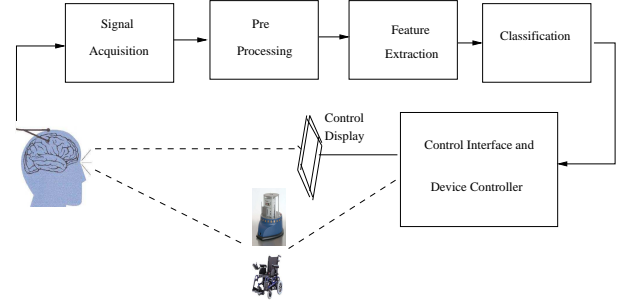 Signal
Acquisition
Pre
Processing
Feature
Extraction
Classification
Control
Display
Control Interface and
Device Controller